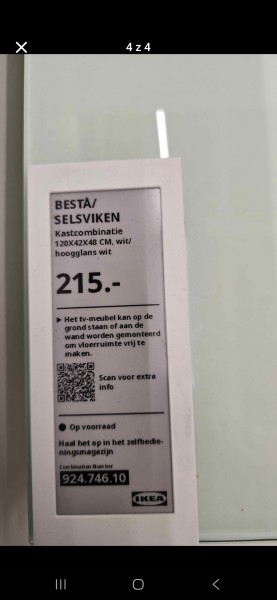 4 z 4
BESTÅ/
SELSVIKEN
Kastcombinatie
120X42X48 CM, wit/
hoogglans wit
215.-
▶ Het tv-meubel kan op de
grond staan of aan de
wand worden gemonteerd
om vloerruimte vrij te
maken.
Scan voor extra
info
Op voorraad
Haal het op in het zelfbedie-
ningsmagazijn
Combination Number
924.746.10
IKEA